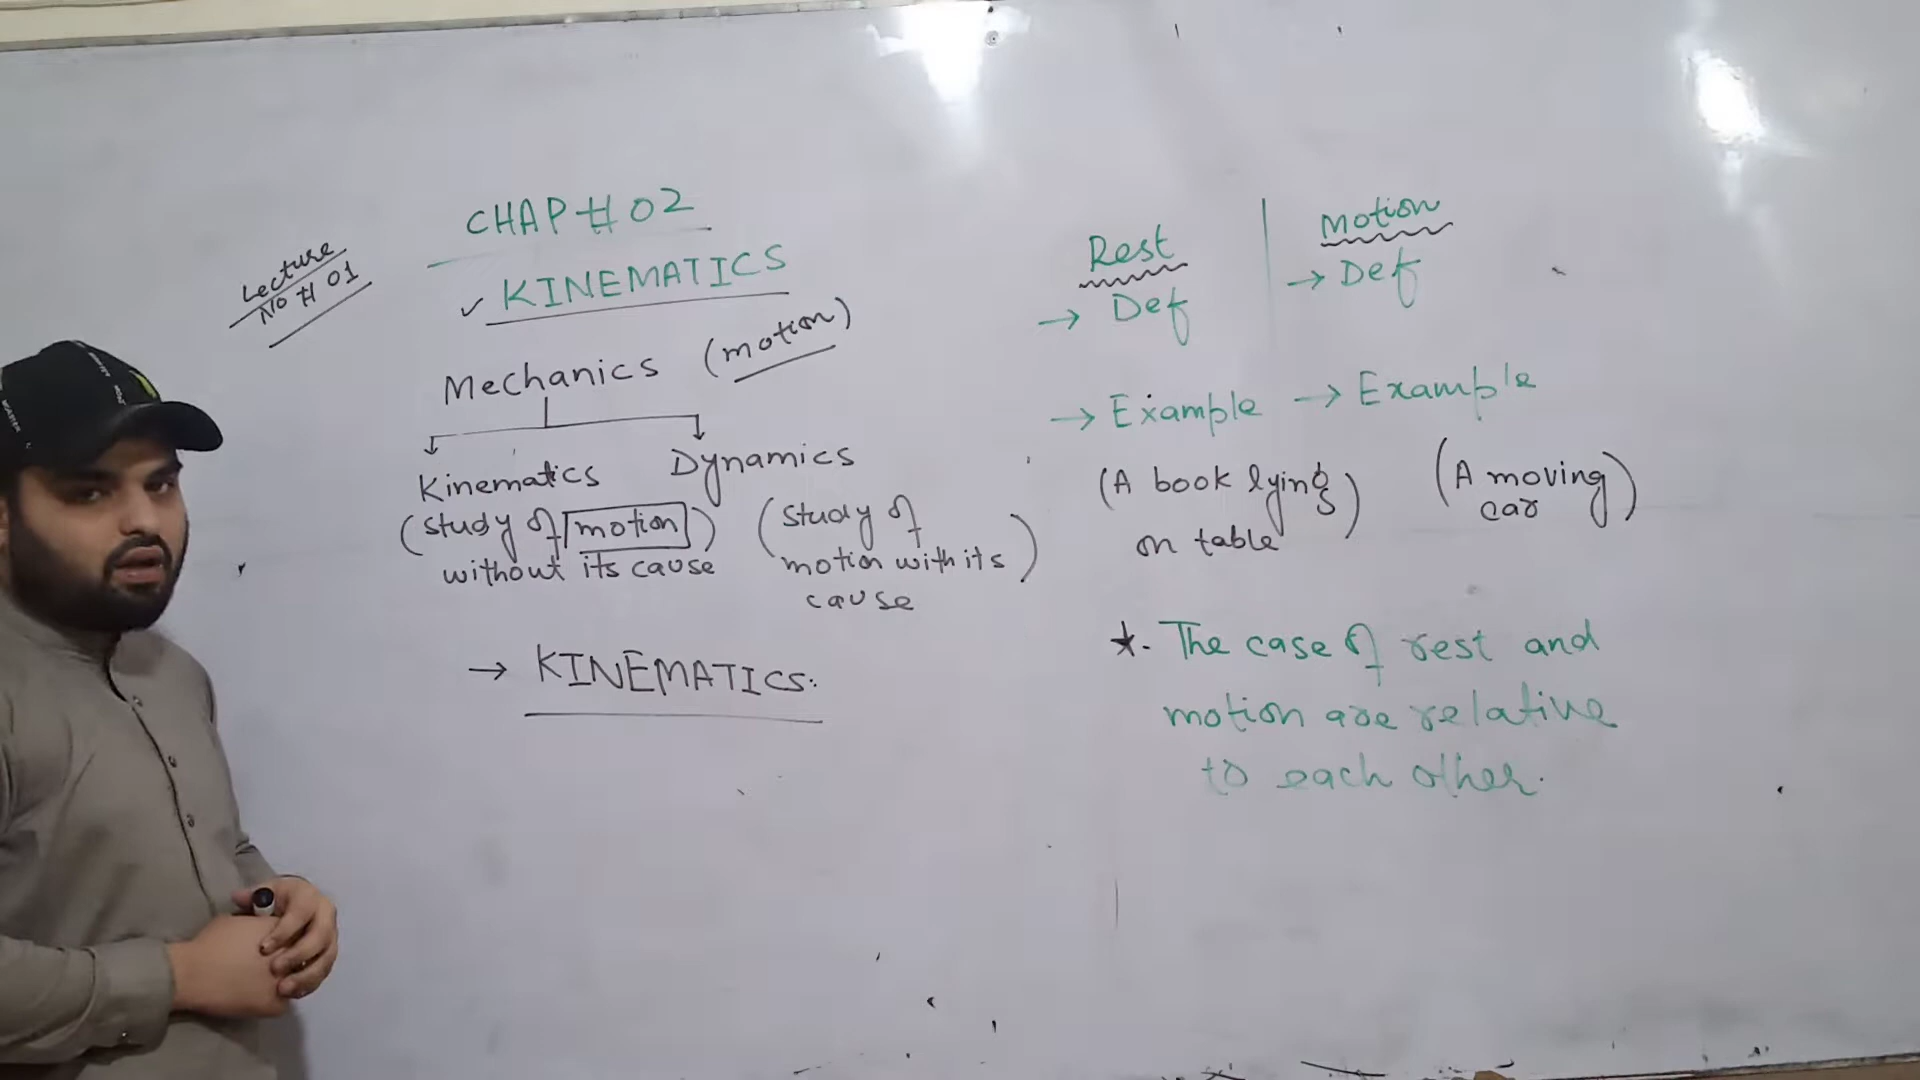 Lecture
No # 01
CHAP # 02
KINEMATICS
Mechanics (motion)
Kinematics
(study of motion)
without its cause
Dynamics
(study of
motion with its)
cause
→ KINEMATICS:
Rest
→ Def
→ Example
(A book lying)
on table
Motion
→ Def
→ Example
(A moving)
car
★. The case of rest and
motion are relative
to each other.